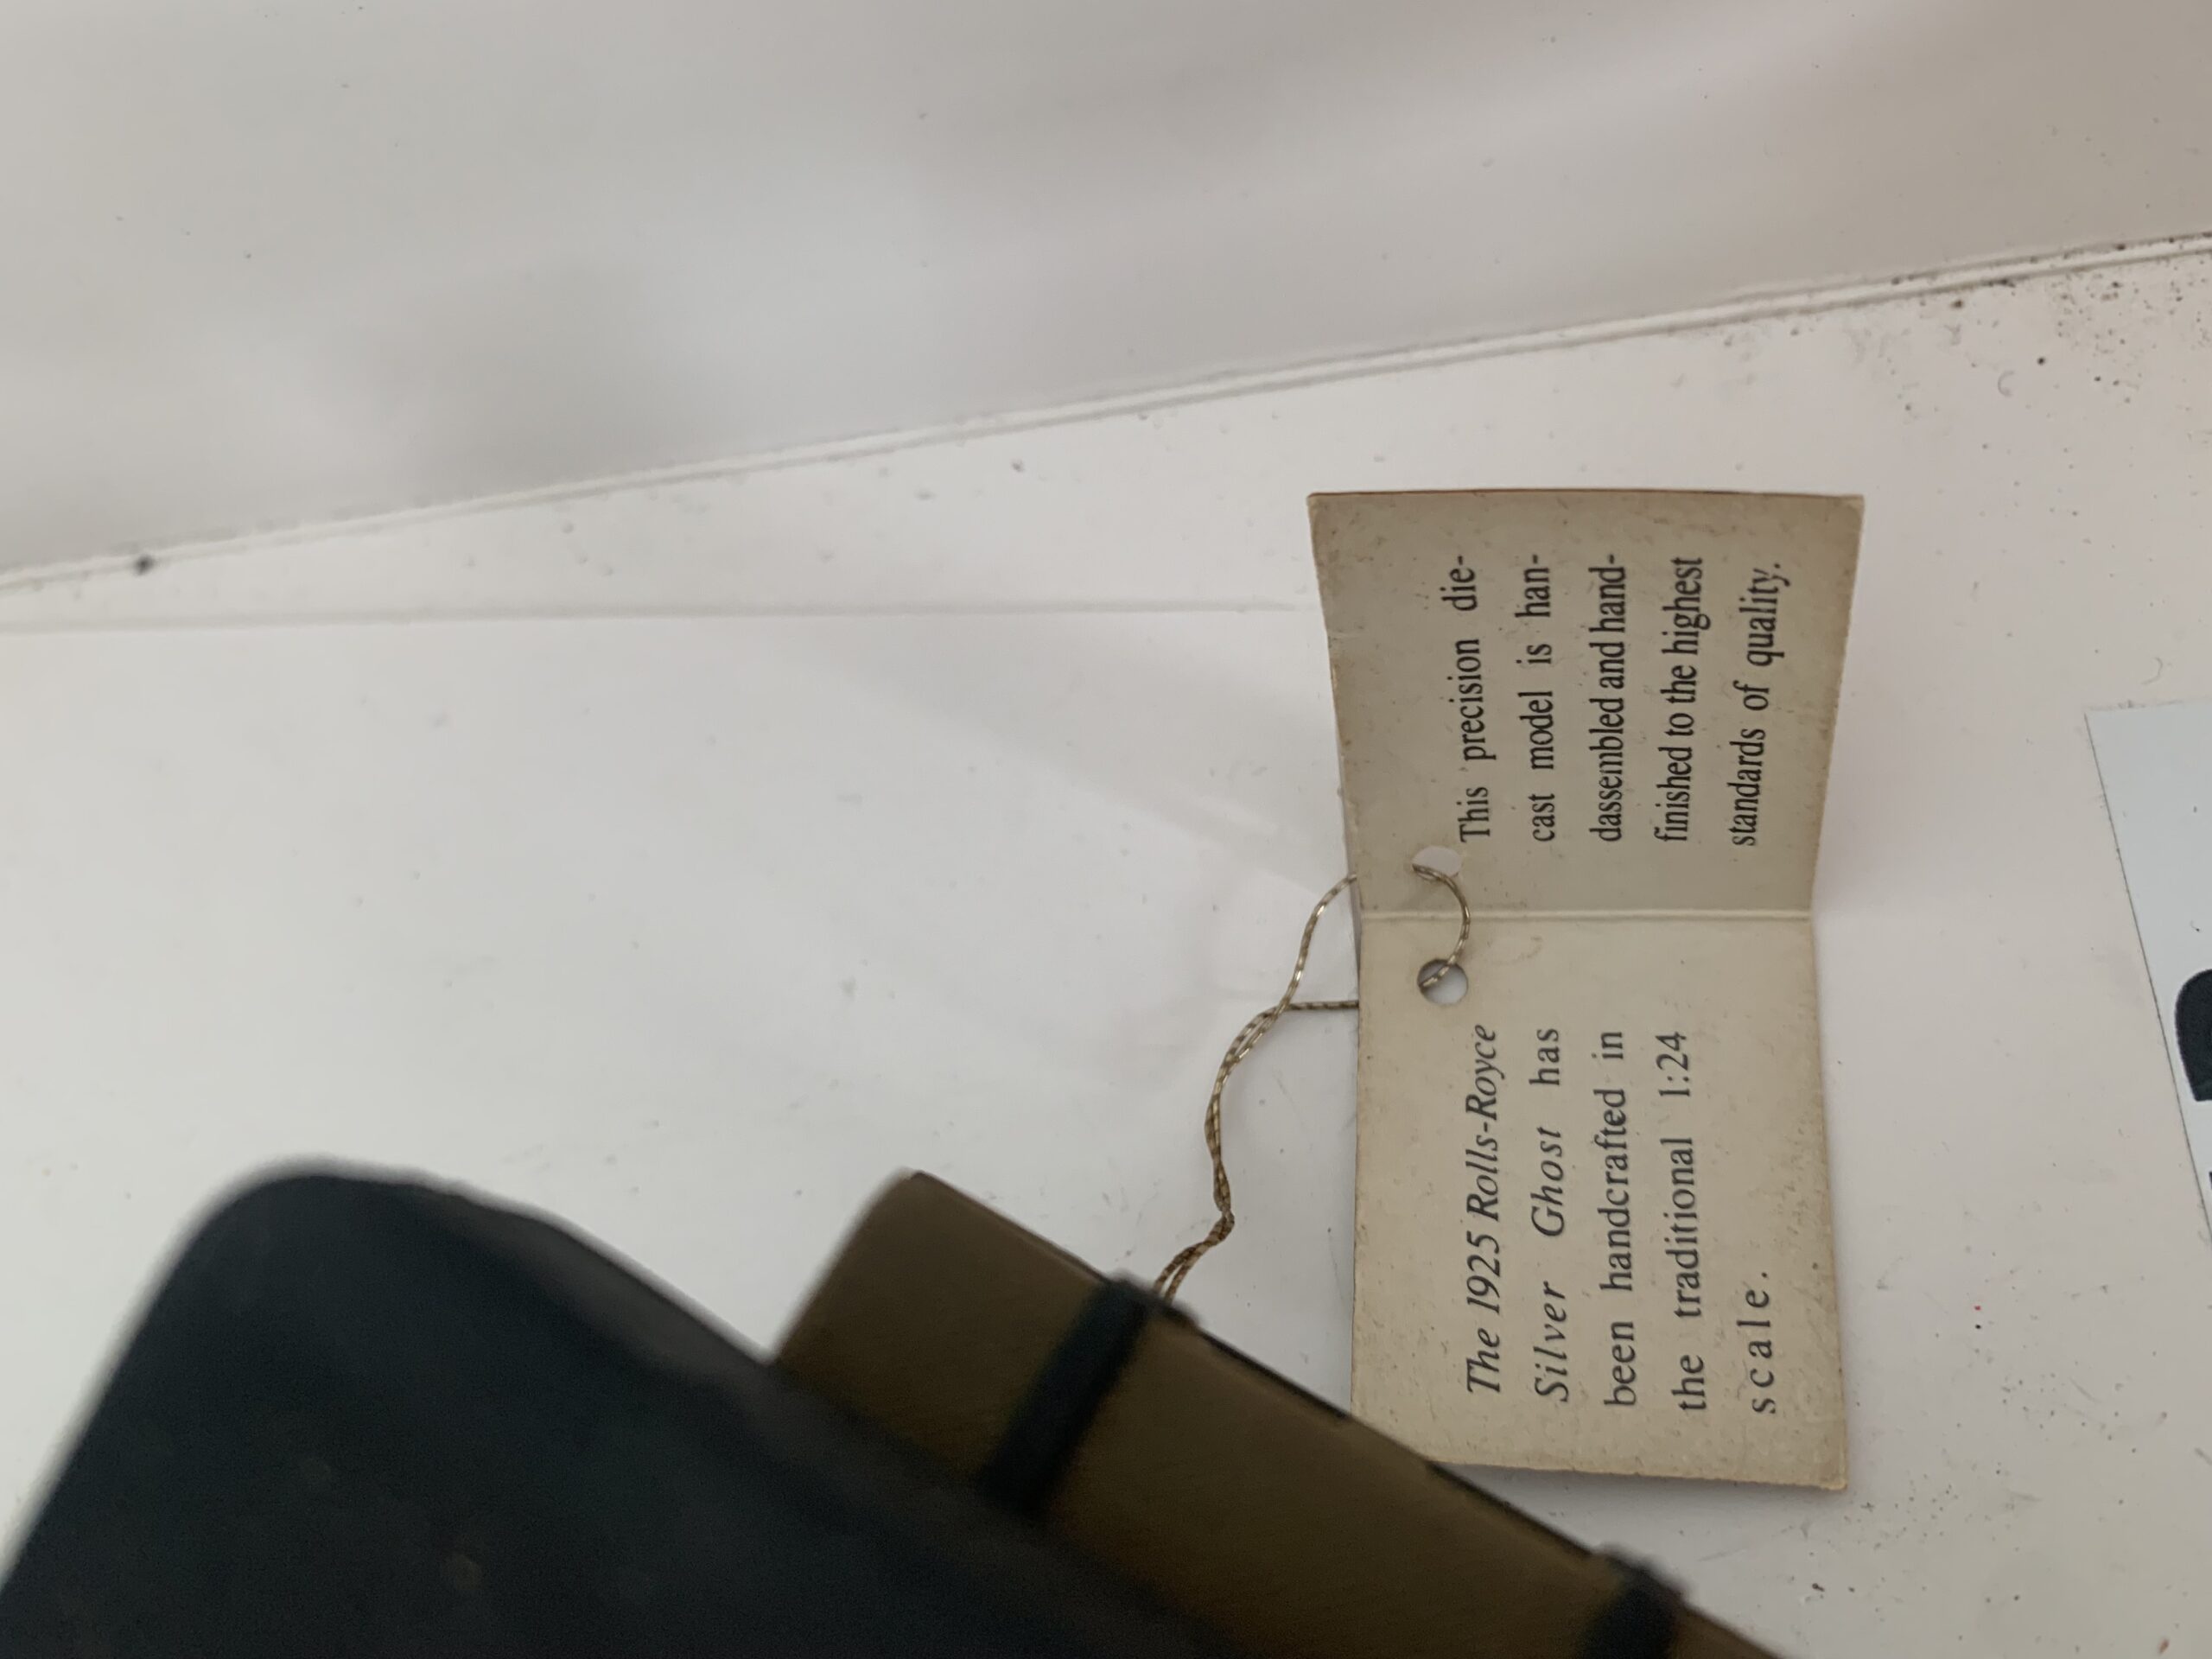 The 1925 Rolls-Royce
Silver Ghost has
been handcrafted in
the traditional 1:24
scale.
This precision die-
cast model is han-
dassembled and hand-
finished to the highest
standards of quality.